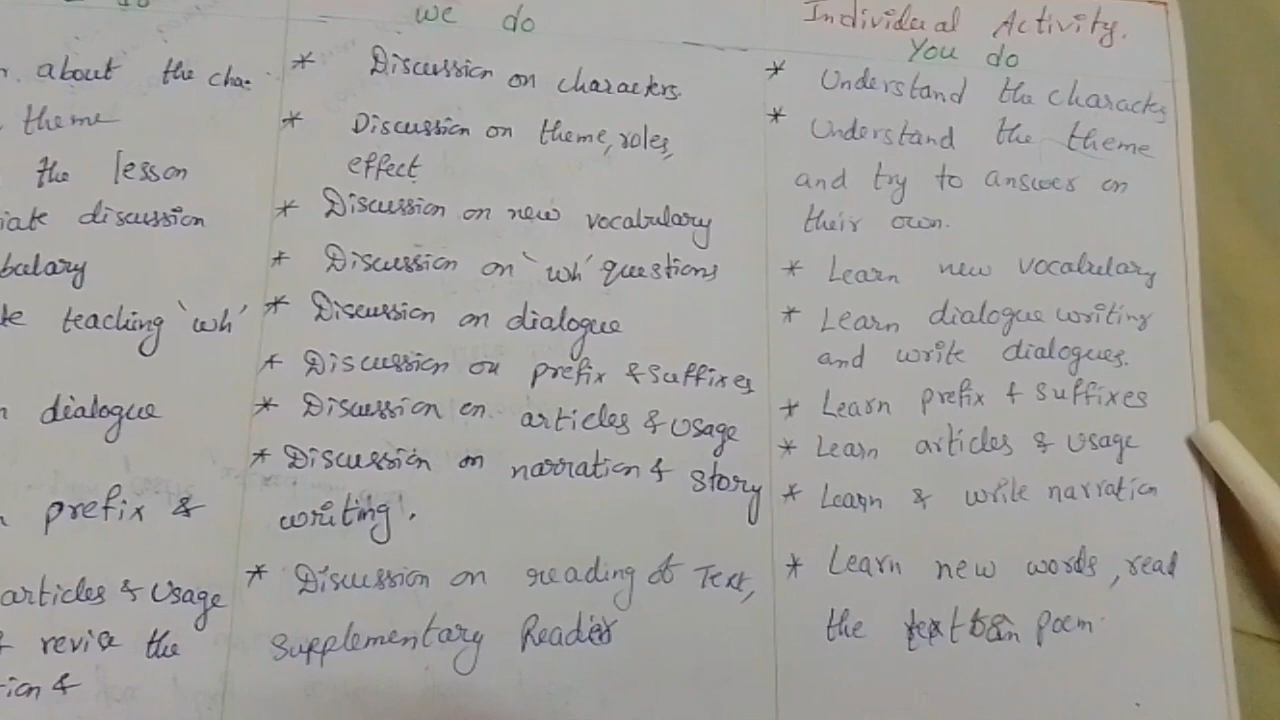 we do
Individual Activity.
You do
about the cha.
theme
the lesson
discussion
teaching 'wh'
dialogue
prefix &
articles & Usage
revise the
* Discussion on characters.
* Discussion on theme, roles,
effect
* Discussion on new vocabulary
* Discussion on 'wh' questions
* Discussion on dialogue
* Discussion on prefix & suffixes
* Discussion on articles & Usage
* Discussion on narration & story
writing.
* Discussion on reading of Text,
Supplementary Reader
* Understand the characters
* Understand the theme
and try to answer on
their own.
* Learn new vocabulary
* Learn dialogue writing
and write dialogues.
* Learn prefix & suffixes
* Learn articles & usage
* Learn & write narration
* Learn new words, read
the text poem